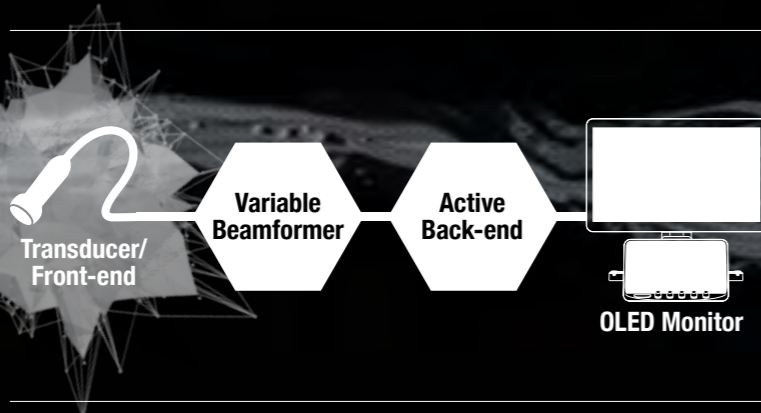 Transducer/
Front-end
Variable
Beamformer
Active
Back-end
OLED Monitor